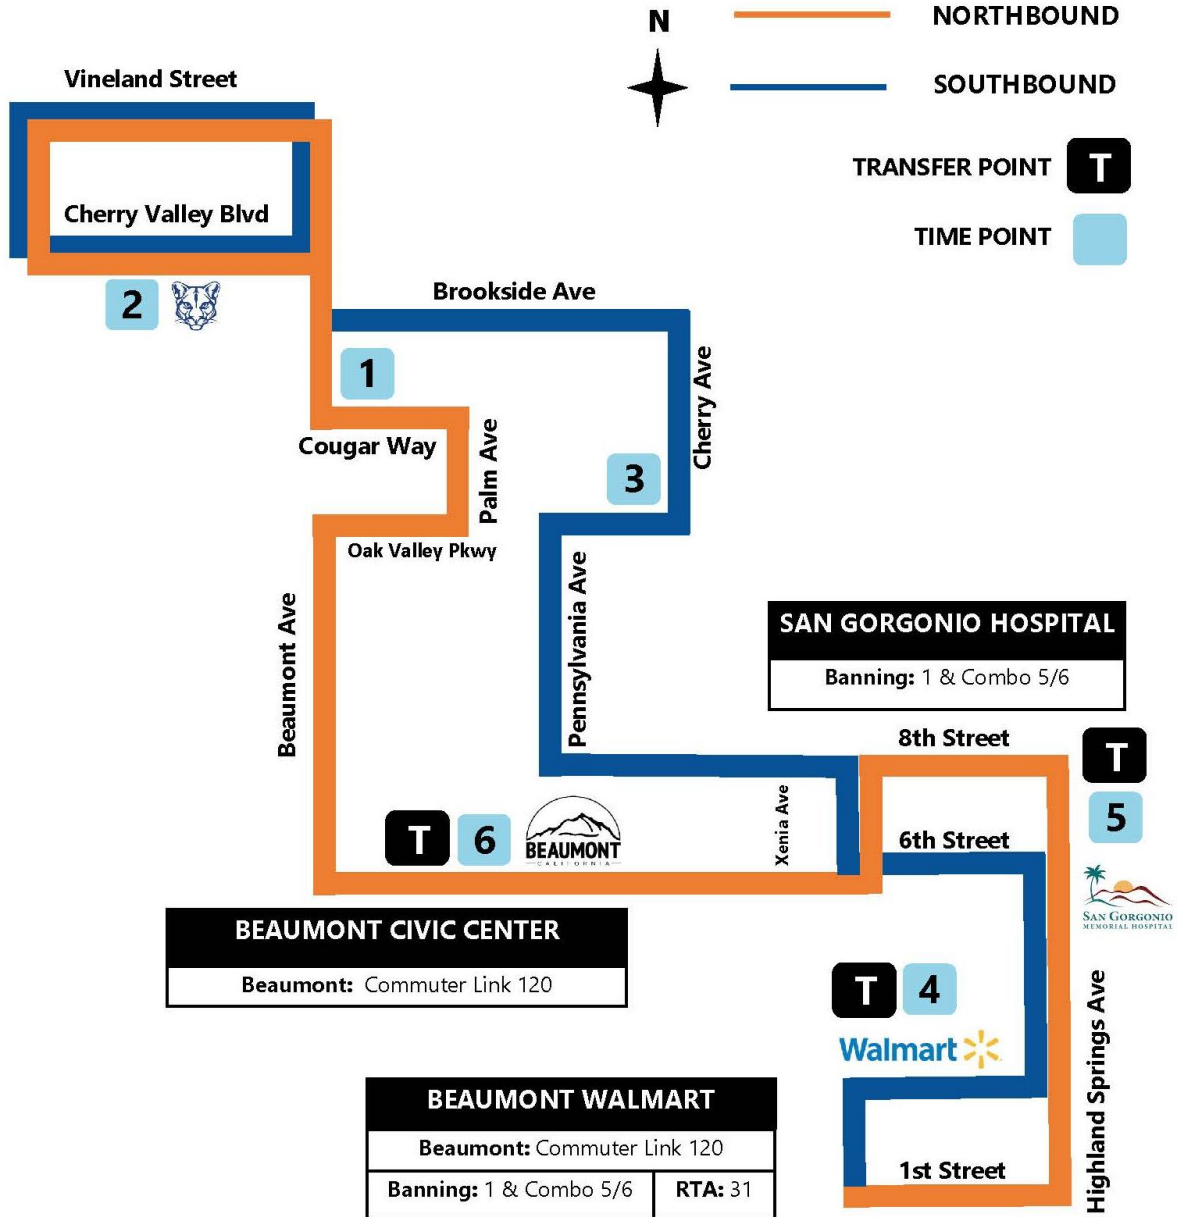 N
NORTHBOUND
SOUTHBOUND
TRANSFER POINT T
TIME POINT
Vineland Street
Cherry Valley Blvd
2
Brookside Ave
1
Cherry Ave
Cougar Way
Palm Ave
3
Oak Valley Pkwy
Beaumont Ave
Pennsylvania Ave
SAN GORGONIO HOSPITAL
Banning: 1 & Combo 5/6
8th Street
T
5
Xenia Ave
6th Street
T 6
BEAUMONT
CALIFORNIA
SAN GORGONIO
MEMORIAL HOSPITAL
BEAUMONT CIVIC CENTER
Beaumont: Commuter Link 120
T 4
Walmart
Highland Springs Ave
BEAUMONT WALMART
Beaumont: Commuter Link 120
Banning: 1 & Combo 5/6 RTA: 31
1st Street